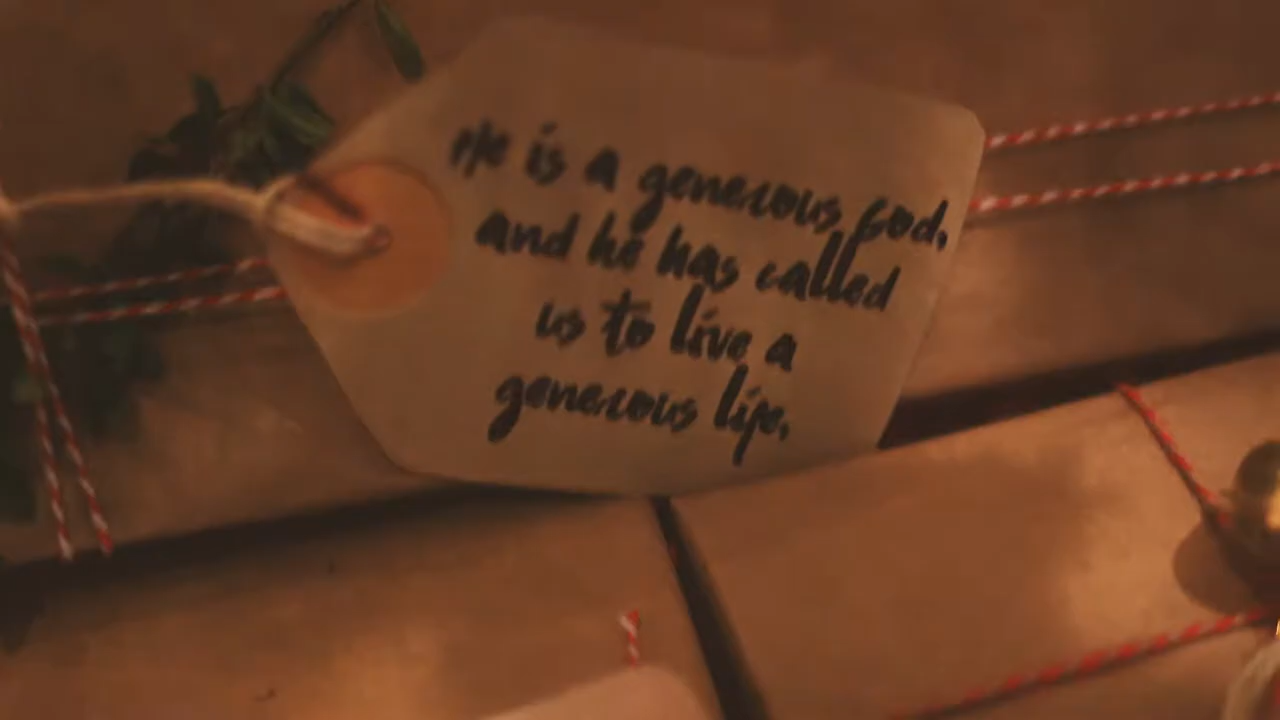 He is a generous God,
and he has called
us to live a
generous life,